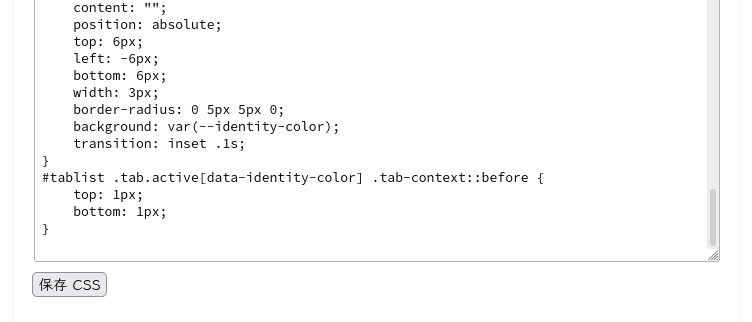 content: "";
position: absolute;
top: 6px;
left: -6px;
bottom: 6px;
width: 3px;
border-radius: 0 5px 5px 0;
background: var(--identity-color);
transition: inset .1s;
}
#tablist .tab.active[data-identity-color] .tab-context::before {
top: 1px;
bottom: 1px;
}
保存 CSS